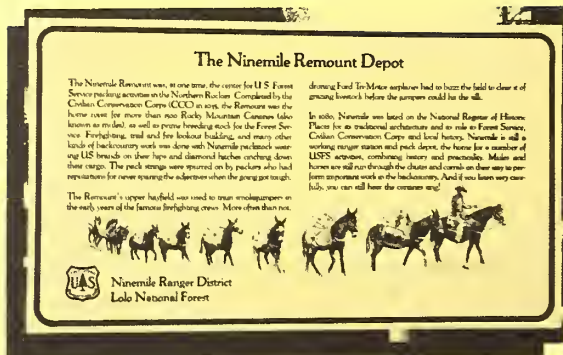 The Ninemile Remount Depot
The Ninemile Remount was, at one time, the center for U S Forest
Service packing activities in the Northern Rockies. Completed by the
Civilian Conservation Corps (CCC) in 1935, the Remount was the
home roost for more than 1500 Rocky Mountain Canaries (also
known as mules), as well as prime breeding stock for the Forest Ser-
vice. Firefighting, trail and fire lookout building, and many other
kinds of backcountry work was done with Ninemile packstock wear-
ing US brands on their hips and diamond hitches cinching down
their cargo. The pack strings were spurred on by packers who had
reputations for never sparing the adjectives when the going got tough.
The Remount's upper hayfield was used to train smokejumpers in
the early years of the famous firefighting crews. More often than not,
droning Ford Tri-Motor airplanes had to buzz the field to clear it of
grazing livestock before the jumpers could hit the silk.
In 1980, Ninemile was listed on the National Register of Historic
Places for its traditional architecture and its role in Forest Service,
Civilian Conservation Corps and local history. Ninemile is still a
working ranger station and pack depot, the home for a number of
USFS activities, combining history and practicality. Mules and
horses are still run through the chutes and corrals on their way to per-
form important work in the backcountry. And if you listen very care-
fully, you can still hear the canaries sing!
UAS
Ninemile Ranger District
Lolo National Forest